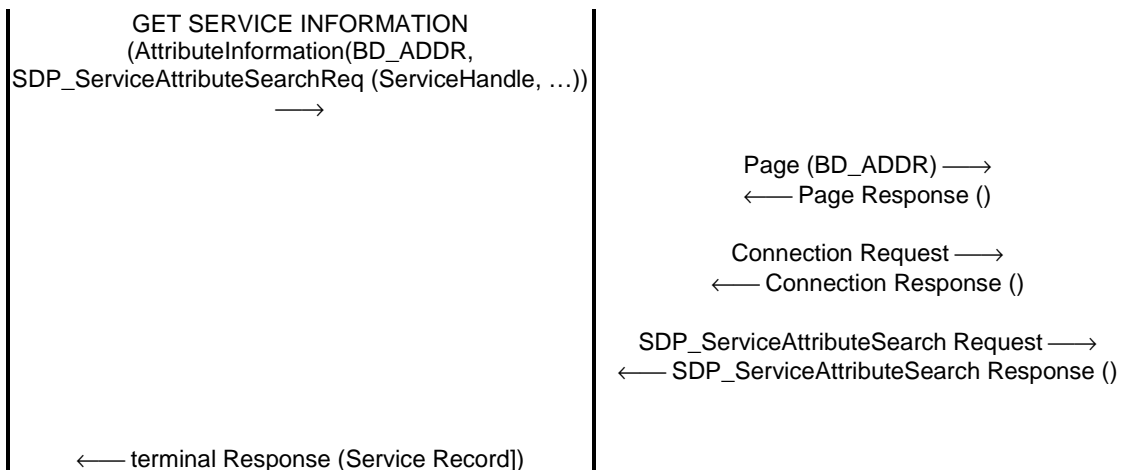 GET SERVICE INFORMATION
(AttributeInformation(BD_ADDR,
SDP_ServiceAttributeSearchReq (ServiceHandle, …))
⟶
Page (BD_ADDR) ⟶
⟵ Page Response ()
Connection Request ⟶
⟵ Connection Response ()
SDP_ServiceAttributeSearch Request ⟶
⟵ SDP_ServiceAttributeSearch Response ()
⟵ terminal Response (Service Record])